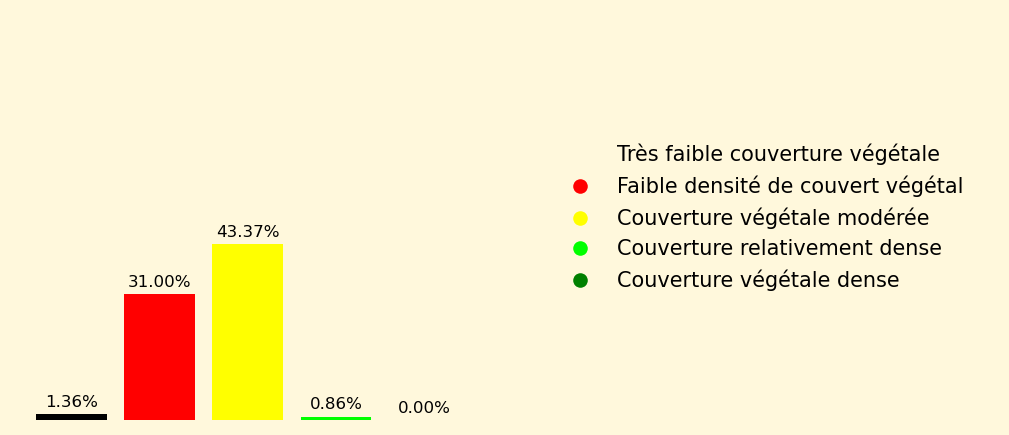 Très faible couverture végétale
Faible densité de couvert végétal
Couverture végétale modérée
Couverture relativement dense
Couverture végétale dense
43.37%
31.00%
1.36%
0.86%
0.00%